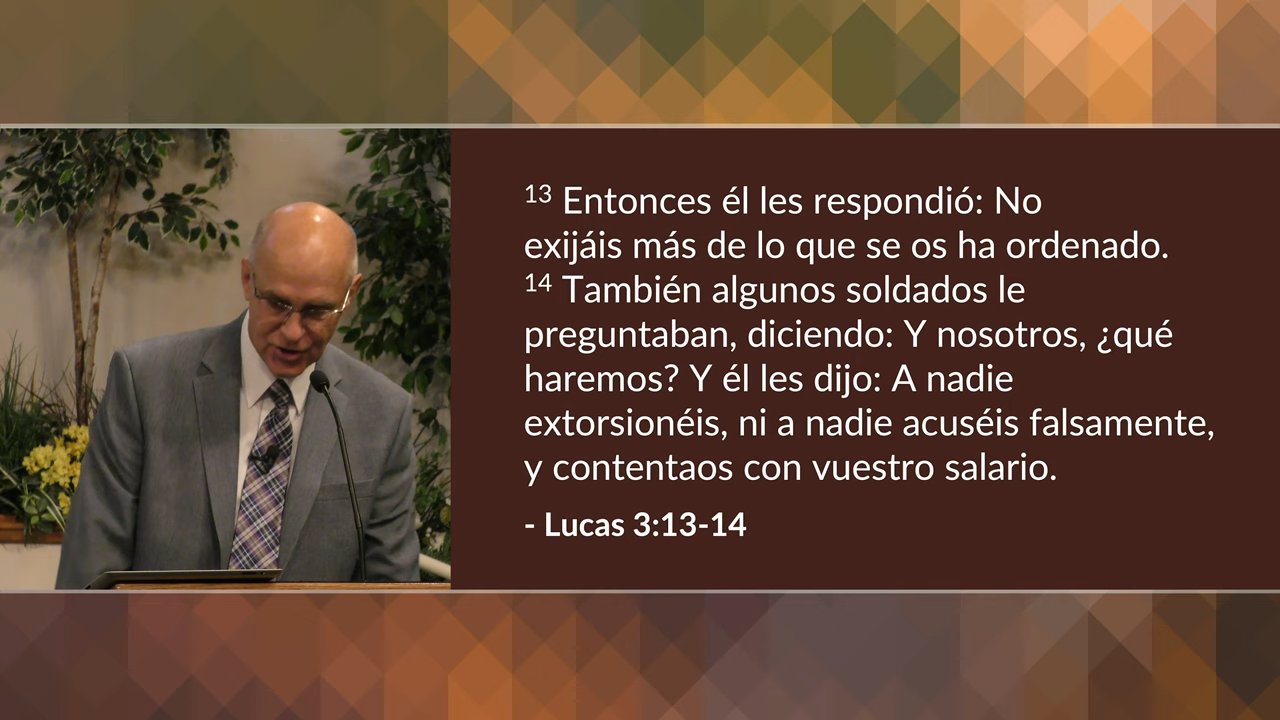 13 Entonces él les respondió: No
exijáis más de lo que se os ha ordenado.
14 También algunos soldados le
preguntaban, diciendo: Y nosotros, ¿qué
haremos? Y él les dijo: A nadie
extorsionéis, ni a nadie acuséis falsamente,
y contentaos con vuestro salario.
- Lucas 3:13-14